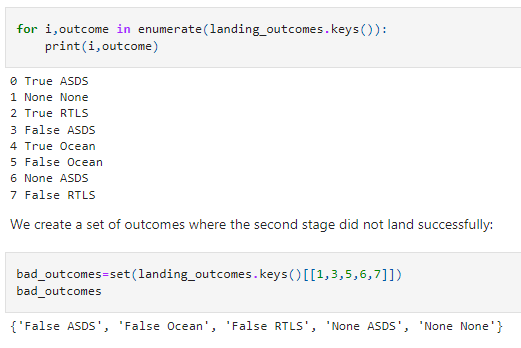 for i,outcome in enumerate(landing_outcomes.keys()):
    print(i,outcome)
0 True ASDS
1 None None
2 True RTLS
3 False ASDS
4 True Ocean
5 False Ocean
6 None ASDS
7 False RTLS
We create a set of outcomes where the second stage did not land successfully:
bad_outcomes=set(landing_outcomes.keys()[[1,3,5,6,7]])
bad_outcomes
{'False ASDS', 'False Ocean', 'False RTLS', 'None ASDS', 'None None'}